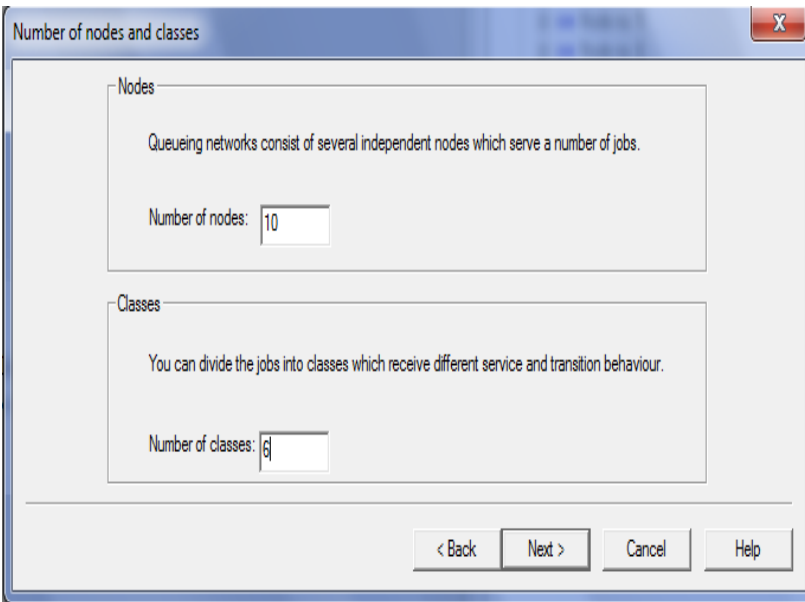 Number of nodes and classes
X
Nodes
Queueing networks consist of several independent nodes which serve a number of jobs.
Number of nodes: 10
Classes
You can divide the jobs into classes which receive different service and transition behaviour.
Number of classes: 6
< Back Next > Cancel Help